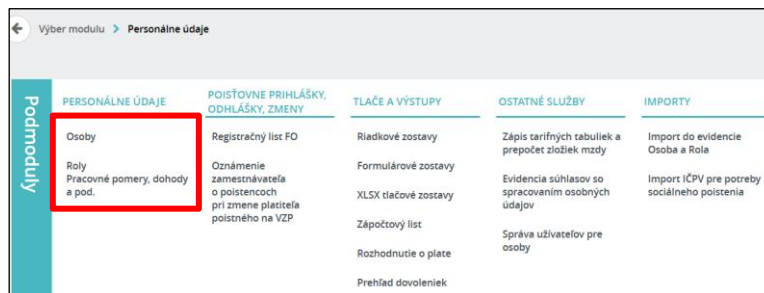 Výber modulu > Personálne údaje
Podmoduly
PERSONÁLNE ÚDAJE
Osoby
Roly
Pracovné pomery, dohody
a pod.
POISŤOVNE PRIHLÁŠKY,
ODHLÁŠKY, ZMENY
Registračný list FO
Oznámenie
zamestnávateľa
o poistencoch
pri zmene platiteľa
poistného na VZP
TLAČE A VÝSTUPY
Riadkové zostavy
Formulárové zostavy
XLSX tlačové zostavy
Zápočtový list
Rozhodnutie o plate
Prehľad dovoleniek
OSTATNÉ SLUŽBY
Zápis tarifných tabuliek a
prepočet zložiek mzdy
Evidencia súhlasov so
spracovaním osobných
údajov
Správa užívateľov pre
osoby
IMPORTY
Import do evidencie
Osoba a Rola
Import IČPV pre potreby
sociálneho poistenia